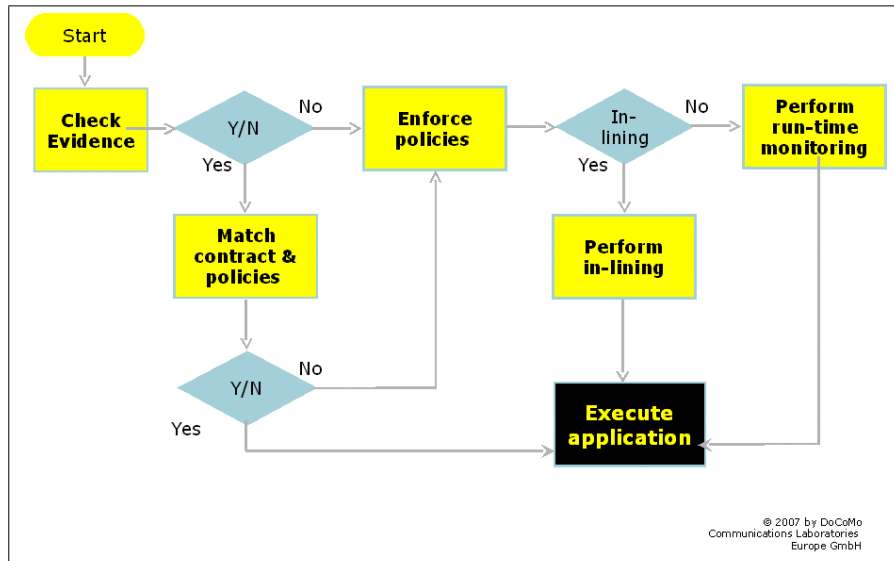 Start
Check
Evidence
Y/N
No
Yes
Enforce
policies
In-
lining
No
Yes
Perform
run-time
monitoring
Match
contract &
policies
Perform
in-lining
Y/N
No
Yes
Execute
application
© 2007 by DoCoMo
Communications Laboratories
Europe GmbH